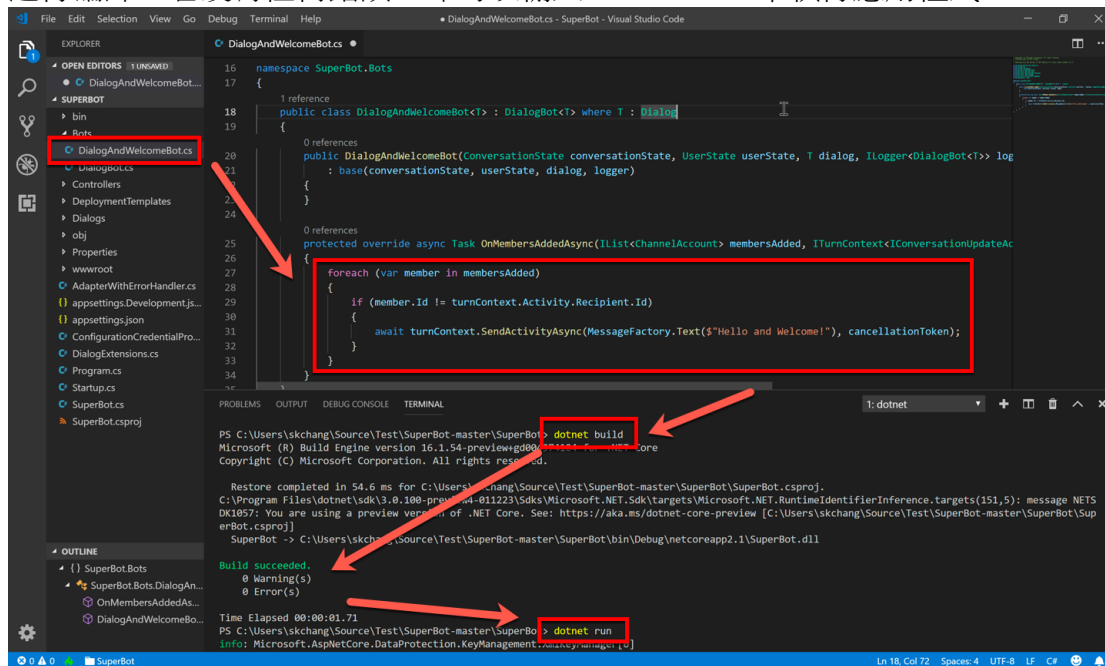 File Edit Selection View Go Debug Terminal Help
● DialogAndWelcomeBot.cs - SuperBot - Visual Studio Code
EXPLORER
OPEN EDITORS 1 UNSAVED
● DialogAndWelcomeBot....
SUPERBOT
bin
Bots
DialogAndWelcomeBot.cs
DialogBot.cs
Controllers
DeploymentTemplates
Dialogs
obj
Properties
wwwroot
AdapterWithErrorHandler.cs
{} appsettings.Development.js...
{} appsettings.json
ConfigurationCredentialPro...
DialogExtensions.cs
Program.cs
Startup.cs
SuperBot.cs
SuperBot.csproj
OUTLINE
{} SuperBot.Bots
SuperBot.Bots.DialogAn...
OnMembersAddedAs...
DialogAndWelcomeBo...
DialogAndWelcomeBot.cs ●
16 namespace SuperBot.Bots
17 {
1 reference
18 public class DialogAndWelcomeBot<T> : DialogBot<T> where T : Dialog
19 {
0 references
20 public DialogAndWelcomeBot(ConversationState conversationState, UserState userState, T dialog, ILogger<DialogBot<T>> log
21 : base(conversationState, userState, dialog, logger)
{
23 }
24
0 references
25 protected override async Task OnMembersAddedAsync(IList<ChannelAccount> membersAdded, ITurnContext<IConversationUpdateAc
26 {
27 foreach (var member in membersAdded)
28 {
29 if (member.Id != turnContext.Activity.Recipient.Id)
30 {
31 await turnContext.SendActivityAsync(MessageFactory.Text($"Hello and Welcome!"), cancellationToken);
32 }
33 }
34 }
35 }
PROBLEMS OUTPUT DEBUG CONSOLE TERMINAL
1: dotnet
PS C:\Users\skchang\Source\Test\SuperBot-master\SuperBot> dotnet build
Microsoft (R) Build Engine version 16.1.54-preview+ for .NET Core
Copyright (C) Microsoft Corporation. All rights reserved.
Restore completed in 54.6 ms for C:\Users\skchang\Source\Test\SuperBot-master\SuperBot\SuperBot.csproj.
C:\Program Files\dotnet\sdk\3.0.100-preview4-011223\Sdks\Microsoft.NET.Sdk\targets\Microsoft.NET.RuntimeIdentifierInference.targets(151,5): message NETS
DK1057: You are using a preview version of .NET Core. See: https://aka.ms/dotnet-core-preview [C:\Users\skchang\Source\Test\SuperBot-master\SuperBot\Sup
erBot.csproj]
SuperBot -> C:\Users\skchang\Source\Test\SuperBot-master\SuperBot\bin\Debug\netcoreapp2.1\SuperBot.dll
Build succeeded.
0 Warning(s)
0 Error(s)
Time Elapsed 00:00:01.71
PS C:\Users\skchang\Source\Test\SuperBot-master\SuperBot> dotnet run
info: Microsoft.AspNetCore.DataProtection.KeyManagement.XmlKeyManager[0]
0 0 SuperBot
Ln 18, Col 72 Spaces: 4 UTF-8 LF C#